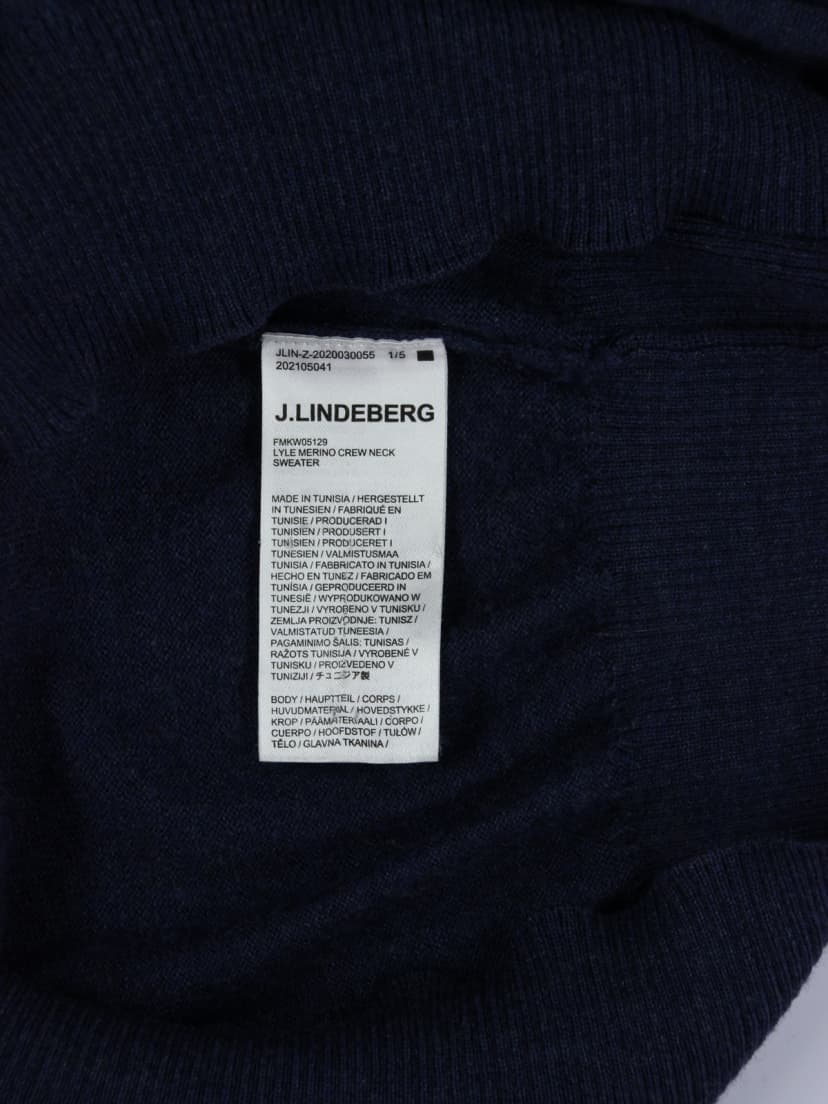 JLIN-Z-2020030055 1/5
202105041
J.LINDEBERG
FMKW05129
LYLE MERINO CREW NECK
SWEATER
MADE IN TUNISIA / HERGESTELLT
IN TUNESIEN / FABRIQUÉ EN
TUNISIE / PRODUCERAD I
TUNISIEN / PRODUSERT I
TUNISIEN / PRODUCERET I
TUNESIEN / VALMISTUSMAA
TUNISIA / FABBRICATO IN TUNISIA /
HECHO EN TUNEZ / FABRICADO EM
TUNÍSIA / GEPRODUCEERD IN
TUNESIË / WYPRODUKOWANO W
TUNEZJI / VYROBENO V TUNISKU /
ZEMLJA PROIZVODNJE: TUNISZ /
VALMISTATUD TUNEESIA /
PAGAMINIMO ŠALIS: TUNISAS /
RAŽOTS TUNISIJA / VYROBENÉ V
TUNISKU / PROIZVEDENO V
TUNIZIJI / チュニジア製
BODY / HAUPTTEIL / CORPS /
HUVUDMATERIAL / HOVEDSTYKKE /
KROP / PÄÄMATERIAALI / CORPO /
CUERPO / HOOFDSTOF / TUŁÓW /
TĚLO / GLAVNA TKANINA /